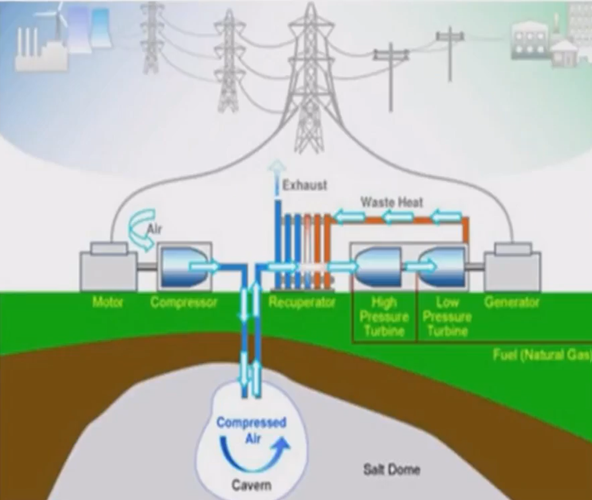 Exhaust
Waste Heat
Air
Motor
Compressor
Recuperator
High
Pressure
Turbine
Low
Pressure
Turbine
Generator
Fuel (Natural Gas)
Compressed
Air
Cavern
Salt Dome